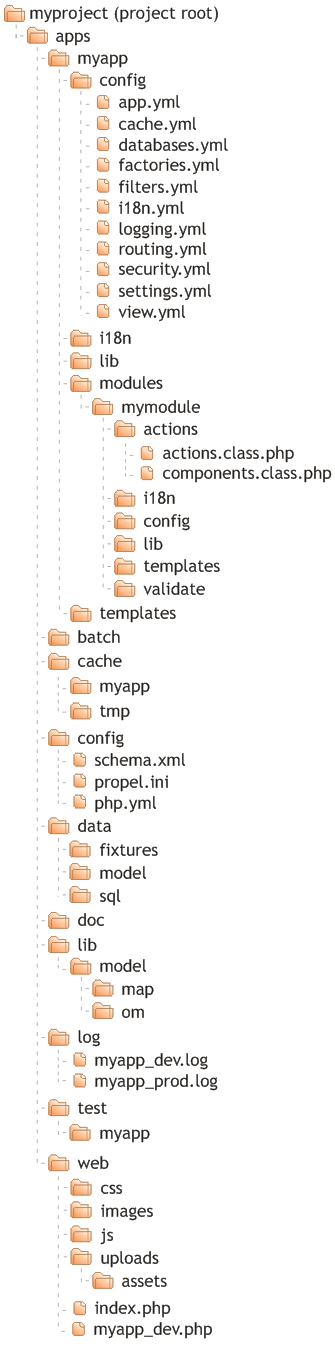 myproject (project root)
apps
myapp
config
app.yml
cache.yml
databases.yml
factories.yml
filters.yml
i18n.yml
logging.yml
routing.yml
security.yml
settings.yml
view.yml
i18n
lib
modules
mymodule
actions
actions.class.php
components.class.php
i18n
config
lib
templates
validate
templates
batch
cache
myapp
tmp
config
schema.xml
propel.ini
php.yml
data
fixtures
model
sql
doc
lib
model
map
om
log
myapp_dev.log
myapp_prod.log
test
myapp
web
css
images
js
uploads
assets
index.php
myapp_dev.php